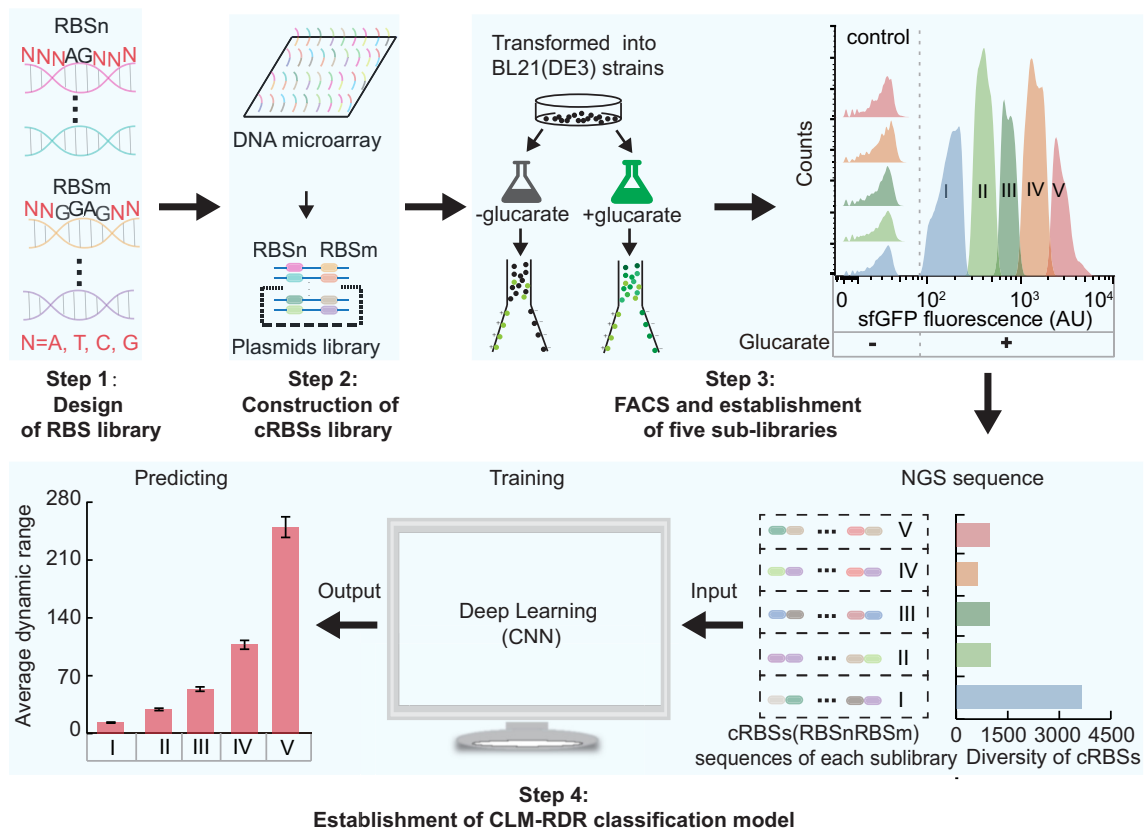 RBSn
NNNAGNNN
RBSm
NNGGAGNN
N=A, T, C, G
Step 1:
Design
of RBS library
DNA microarray
RBSn RBSm
Plasmids library
Step 2:
Construction of
cRBSs library
Transformed into
BL21(DE3) strains
-glucarate +glucarate
control
Counts
I II III IV V
0 10² 10³ 10⁴
sfGFP fluorescence (AU)
Glucarate - +
Step 3:
FACS and establishment
of five sub-libraries
Predicting
Average dynamic range
280
210
140
70
0
I II III IV V
Output
Training
Deep Learning
(CNN)
Input
NGS sequence
V
IV
III
II
I
cRBSs(RBSnRBSm)
sequences of each sublibrary
0 1500 3000 4500
Diversity of cRBSs
Step 4:
Establishment of CLM-RDR classification model